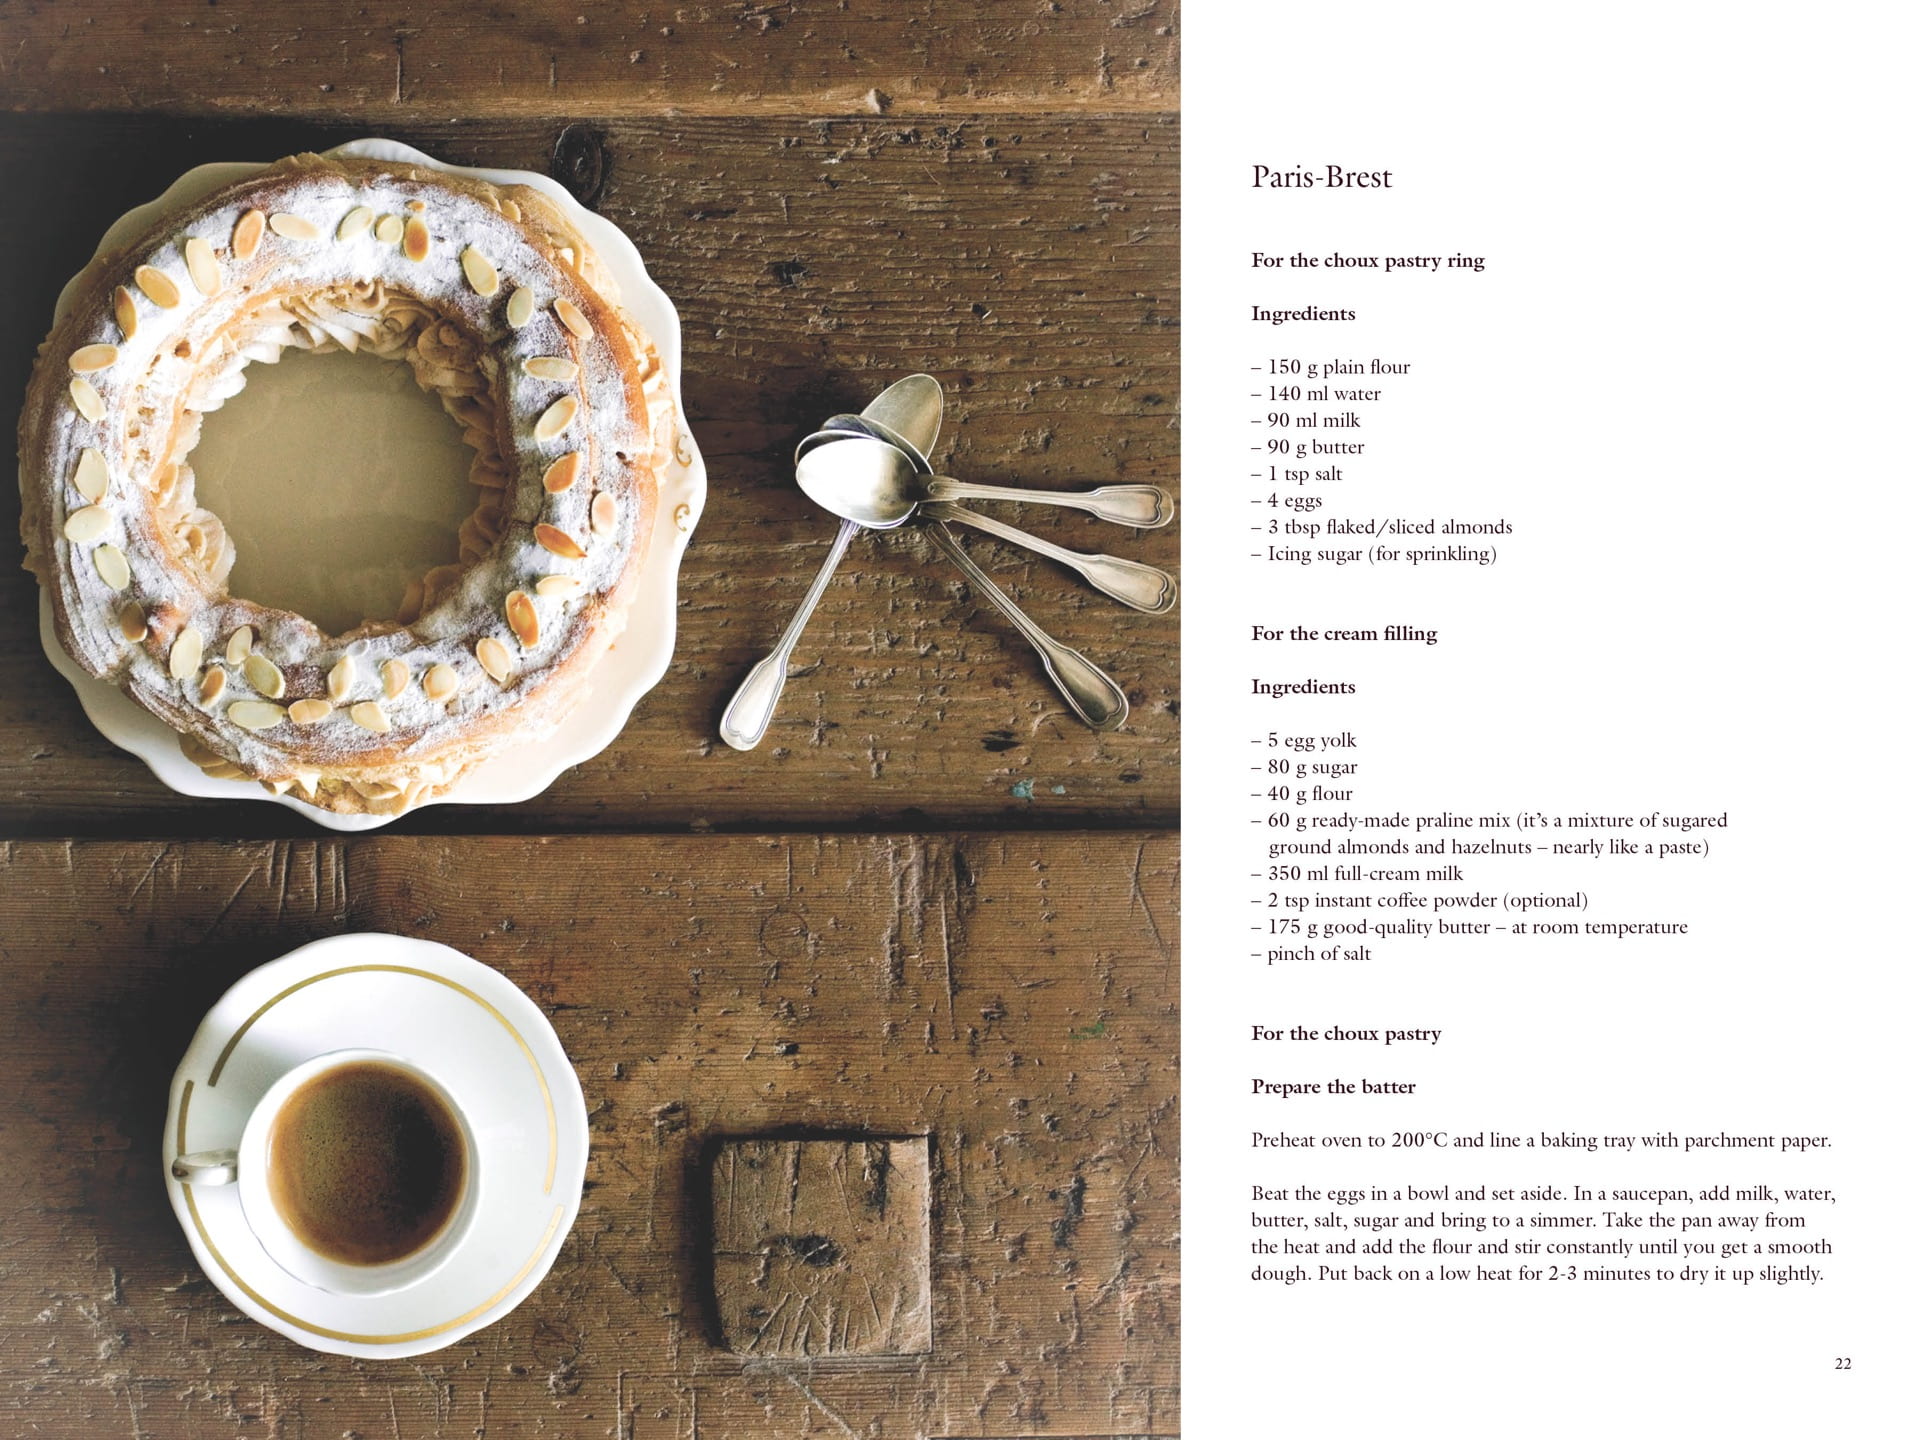 Paris-Brest
For the choux pastry ring
Ingredients
– 150 g plain flour
– 140 ml water
– 90 ml milk
– 90 g butter
– 1 tsp salt
– 4 eggs
– 3 tbsp flaked/sliced almonds
– Icing sugar (for sprinkling)
For the cream filling
Ingredients
– 5 egg yolk
– 80 g sugar
– 40 g flour
– 60 g ready-made praline mix (it’s a mixture of sugared
ground almonds and hazelnuts – nearly like a paste)
– 350 ml full-cream milk
– 2 tsp instant coffee powder (optional)
– 175 g good-quality butter – at room temperature
– pinch of salt
For the choux pastry
Prepare the batter
Preheat oven to 200°C and line a baking tray with parchment paper.
Beat the eggs in a bowl and set aside. In a saucepan, add milk, water,
butter, salt, sugar and bring to a simmer. Take the pan away from
the heat and add the flour and stir constantly until you get a smooth
dough. Put back on a low heat for 2-3 minutes to dry it up slightly.
22